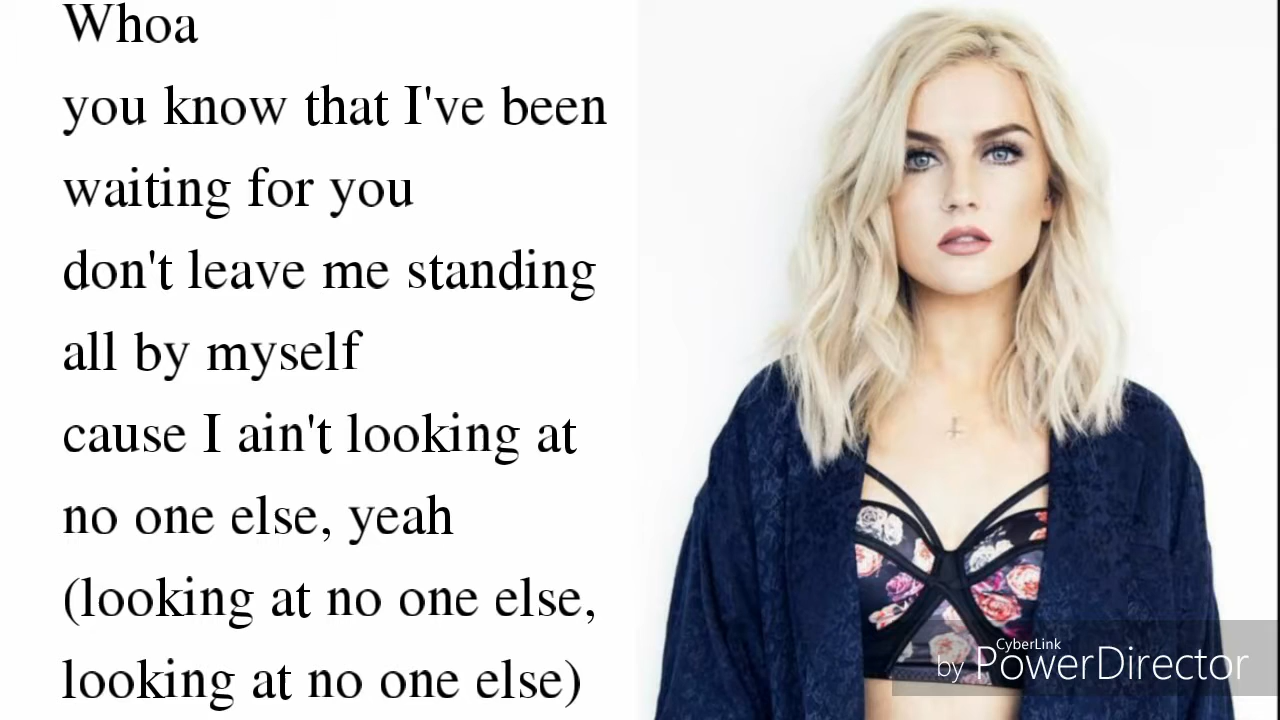 Whoa
you know that I've been
waiting for you
don't leave me standing
all by myself
cause I ain't looking at
no one else, yeah
(looking at no one else,
looking at no one else)
CyberLink
by PowerDirector